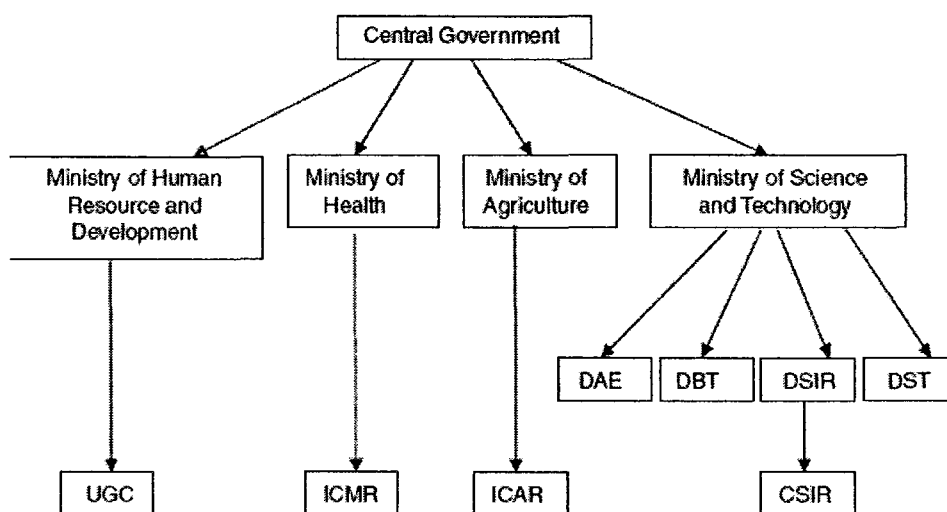 Central Government
Ministry of Human
Resource and
Development
Ministry of
Health
Ministry of
Agriculture
Ministry of Science
and Technology
DAE
DBT
DSIR
DST
UGC
ICMR
ICAR
CSIR